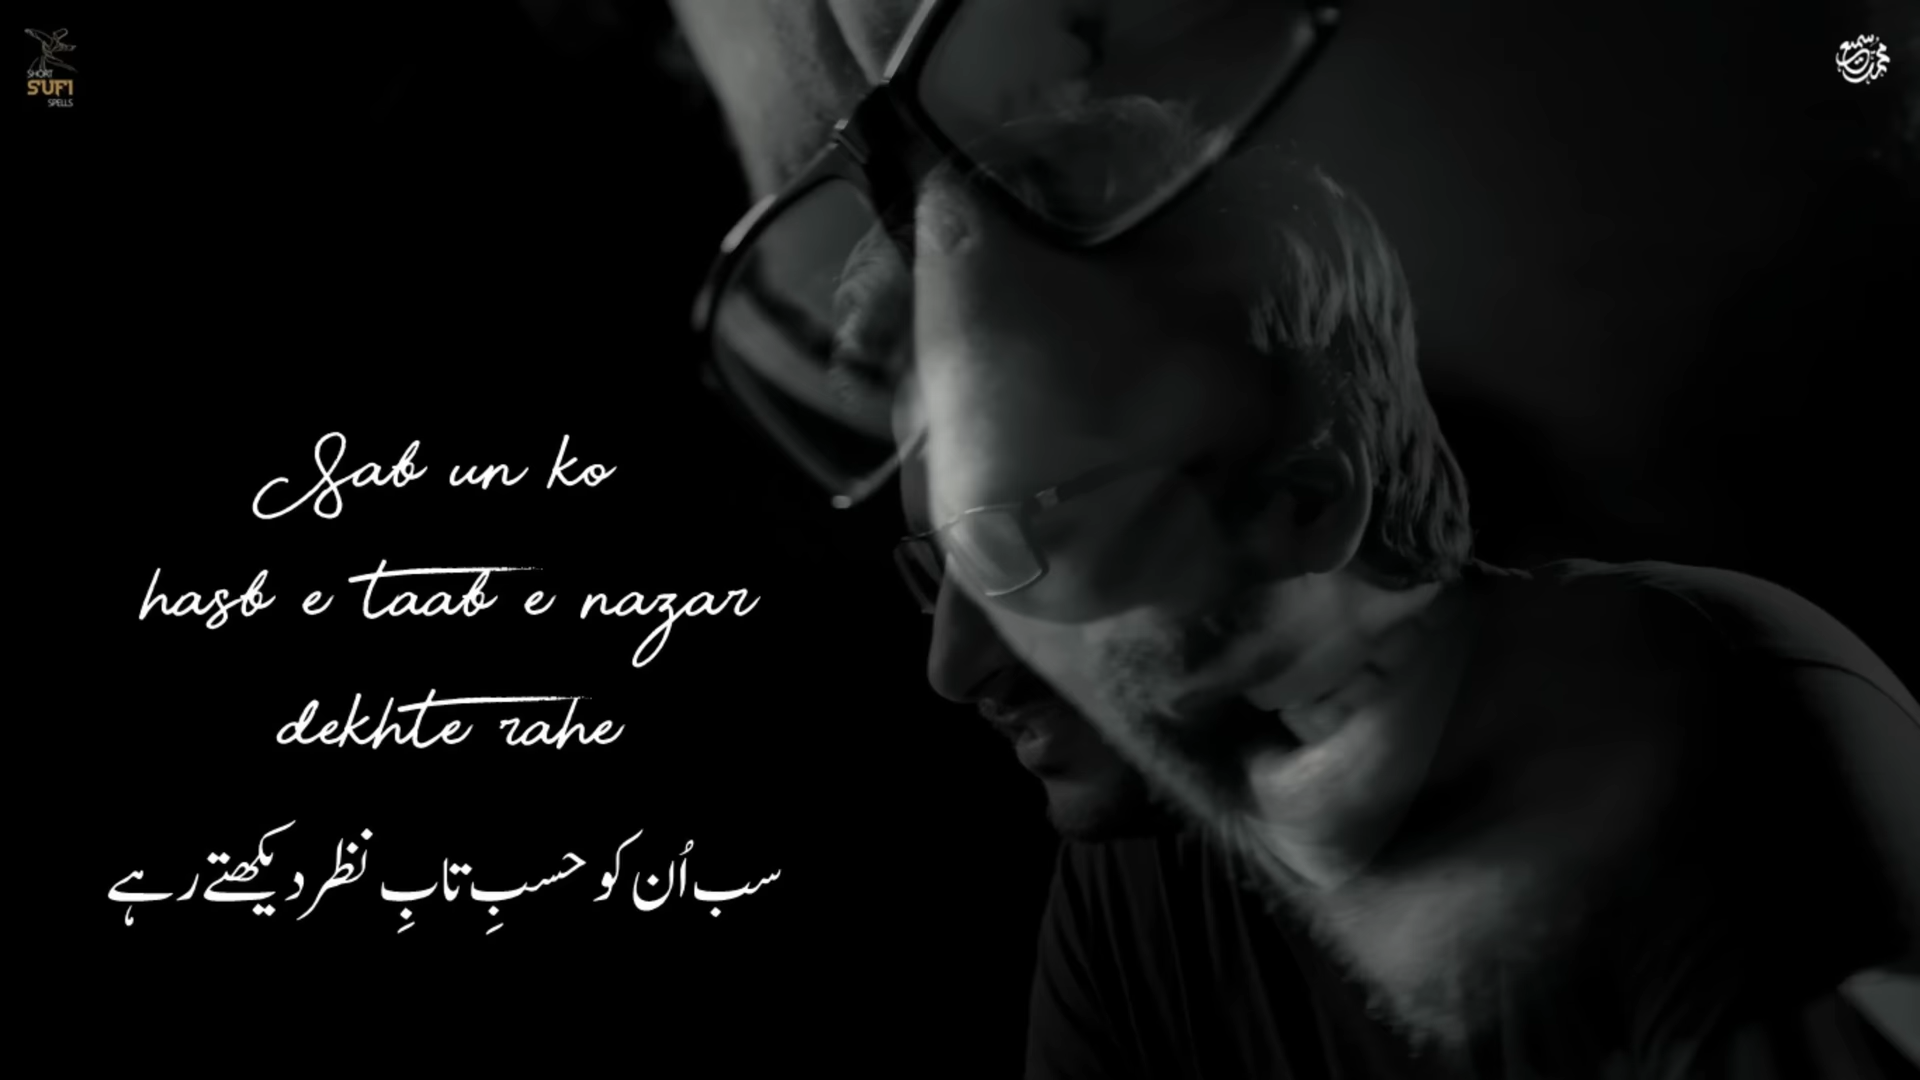 SHORT
SUFI
SPELLS
Sab un ko
hasb e taab e nazar
dekhte rahe
سب اُن کو حسبِ تابِ نظر دیکھتے رہے